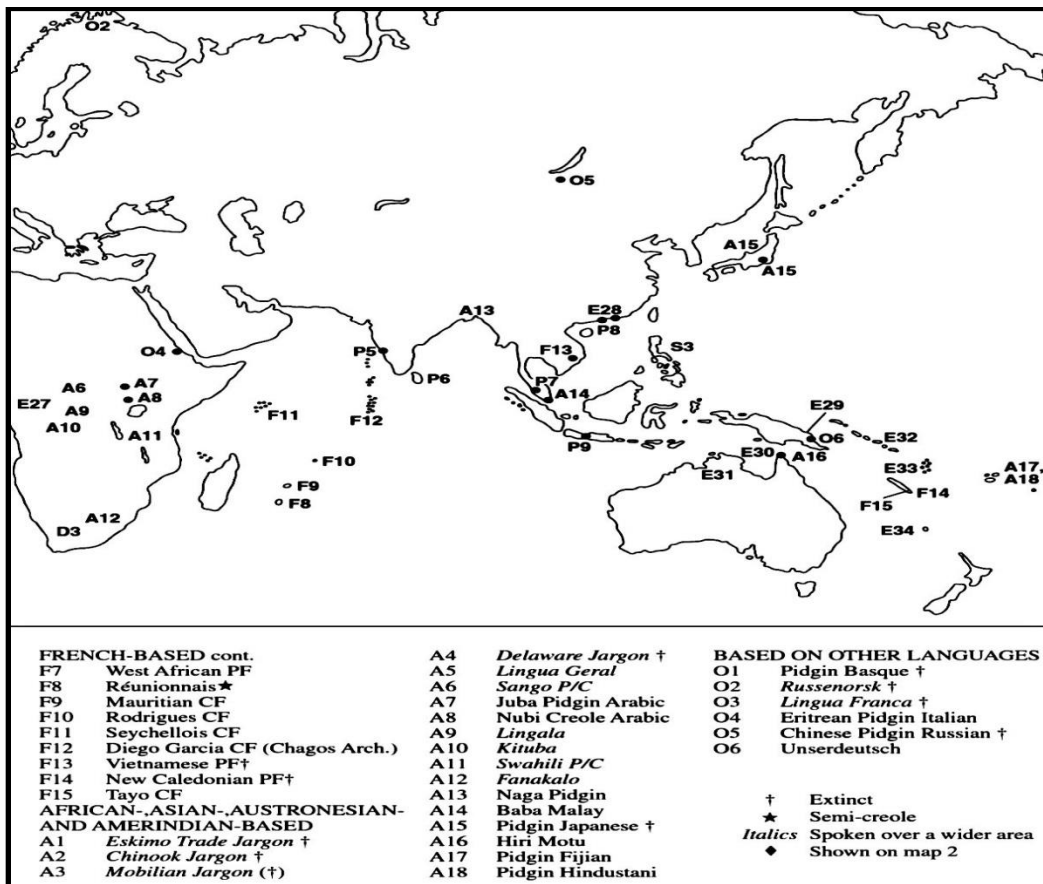 O2
O5
A15
A15
A13
E28
P8
O4
P5
F13
S3
P6
A6
A7
P7
E27
A8
A14
A9
F11
F12
E29
A10
A11
P9
O6
E32
F10
E30
A16
E31
E33
A17,
A18
F9
F14
F8
F15
A12
D3
E34
FRENCH-BASED cont.
F7 West African PF
F8 Réunionnais★
F9 Mauritian CF
F10 Rodrigues CF
F11 Seychellois CF
F12 Diego Garcia CF (Chagos Arch.)
F13 Vietnamese PF†
F14 New Caledonian PF†
F15 Tayo CF
AFRICAN-,ASIAN-,AUSTRONESIAN-
AND AMERINDIAN-BASED
A1 Eskimo Trade Jargon †
A2 Chinook Jargon †
A3 Mobilian Jargon (†)
A4 Delaware Jargon †
A5 Lingua Geral
A6 Sango P/C
A7 Juba Pidgin Arabic
A8 Nubi Creole Arabic
A9 Lingala
A10 Kituba
A11 Swahili P/C
A12 Fanakalo
A13 Naga Pidgin
A14 Baba Malay
A15 Pidgin Japanese †
A16 Hiri Motu
A17 Pidgin Fijian
A18 Pidgin Hindustani
BASED ON OTHER LANGUAGES
O1 Pidgin Basque †
O2 Russenorsk †
O3 Lingua Franca †
O4 Eritrean Pidgin Italian
O5 Chinese Pidgin Russian †
O6 Unserdeutsch
† Extinct
★ Semi-creole
Italics Spoken over a wider area
◆ Shown on map 2